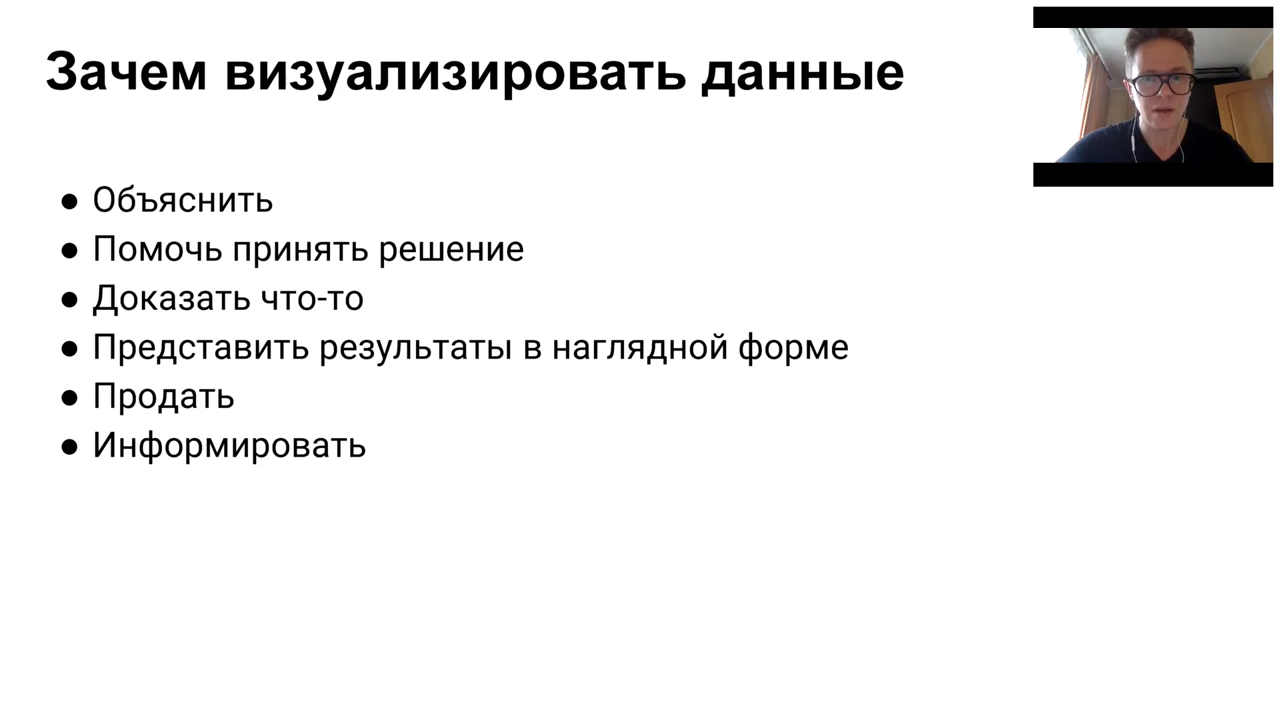 Зачем визуализировать данные
● Объяснить
● Помочь принять решение
● Доказать что-то
● Представить результаты в наглядной форме
● Продать
● Информировать